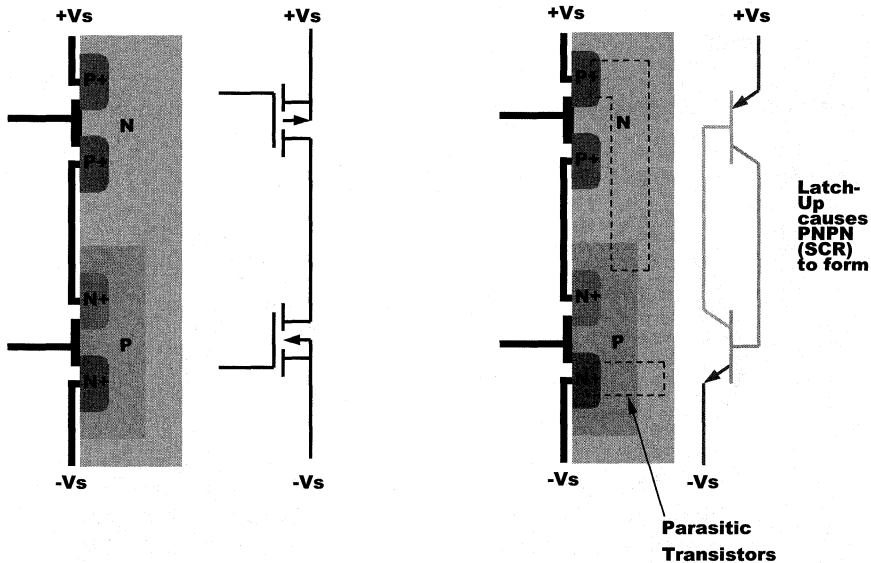 +Vs
+Vs
+Vs
+Vs
P+
N
P+
N+
P
N+
-Vs
-Vs
P+
N
P+
N+
P
N+
-Vs
-Vs
Latch-
Up
causes
PNPN
(SCR)
to form
Parasitic
Transistors